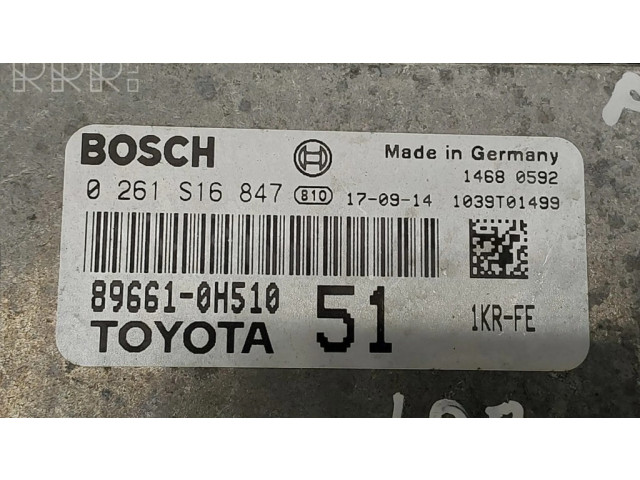 RRR
BOSCH
Made in Germany
1468 0592
0 261 S16 847 810 17-09-14 1039T01499
89661-0H510
51
1KR-FE
TOYOTA